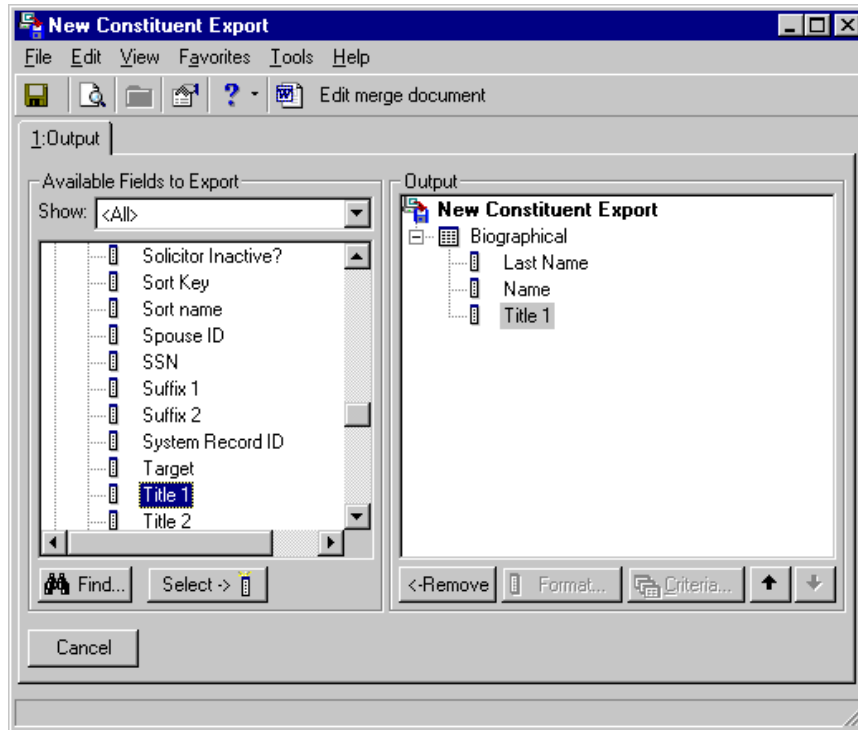 New Constituent Export
File Edit View Favorites Tools Help
? Edit merge document
1:Output
Available Fields to Export
Show: <All>
Solicitor Inactive?
Sort Key
Sort name
Spouse ID
SSN
Suffix 1
Suffix 2
System Record ID
Target
Title 1
Title 2
Find... Select ->
Output
New Constituent Export
Biographical
Last Name
Name
Title 1
<-Remove Format... Criteria...
Cancel